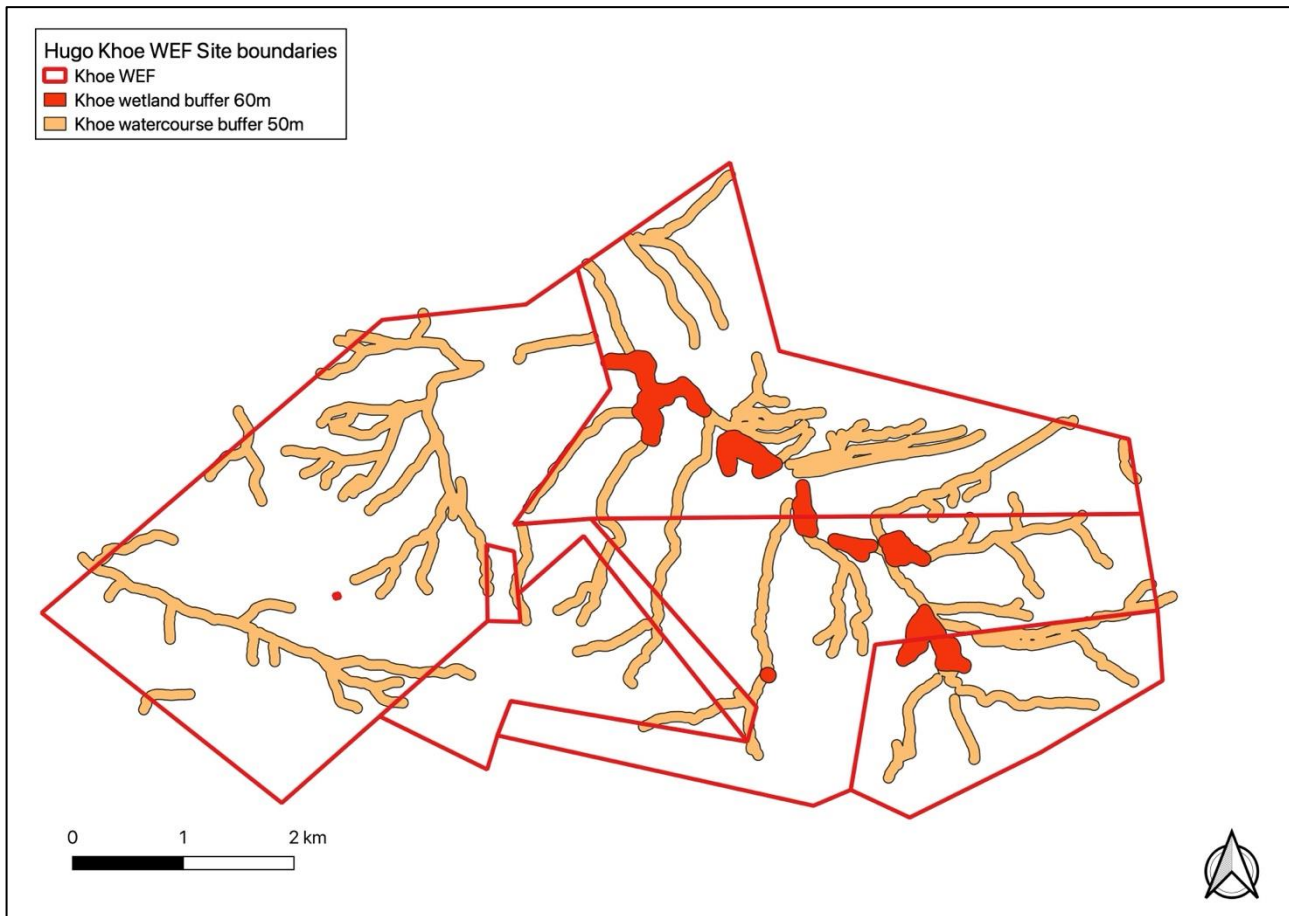 Hugo Khoe WEF Site boundaries
Khoe WEF
Khoe wetland buffer 60m
Khoe watercourse buffer 50m
0 1 2 km